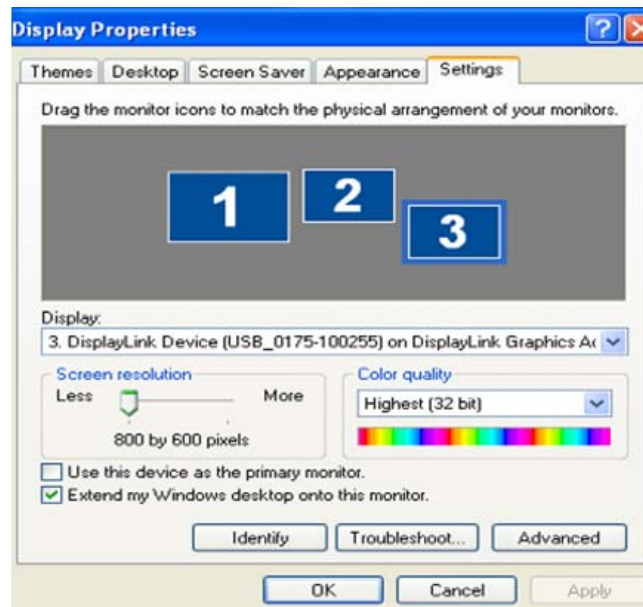 Display Properties
Themes Desktop Screen Saver Appearance Settings
Drag the monitor icons to match the physical arrangement of your monitors.
1 2 3
Display:
3. DisplayLink Device (USB_0175-100255) on DisplayLink Graphics Ac
Screen resolution
Less More
800 by 600 pixels
Color quality
Highest (32 bit)
Use this device as the primary monitor.
Extend my Windows desktop onto this monitor.
Identify Troubleshoot... Advanced
OK Cancel Apply